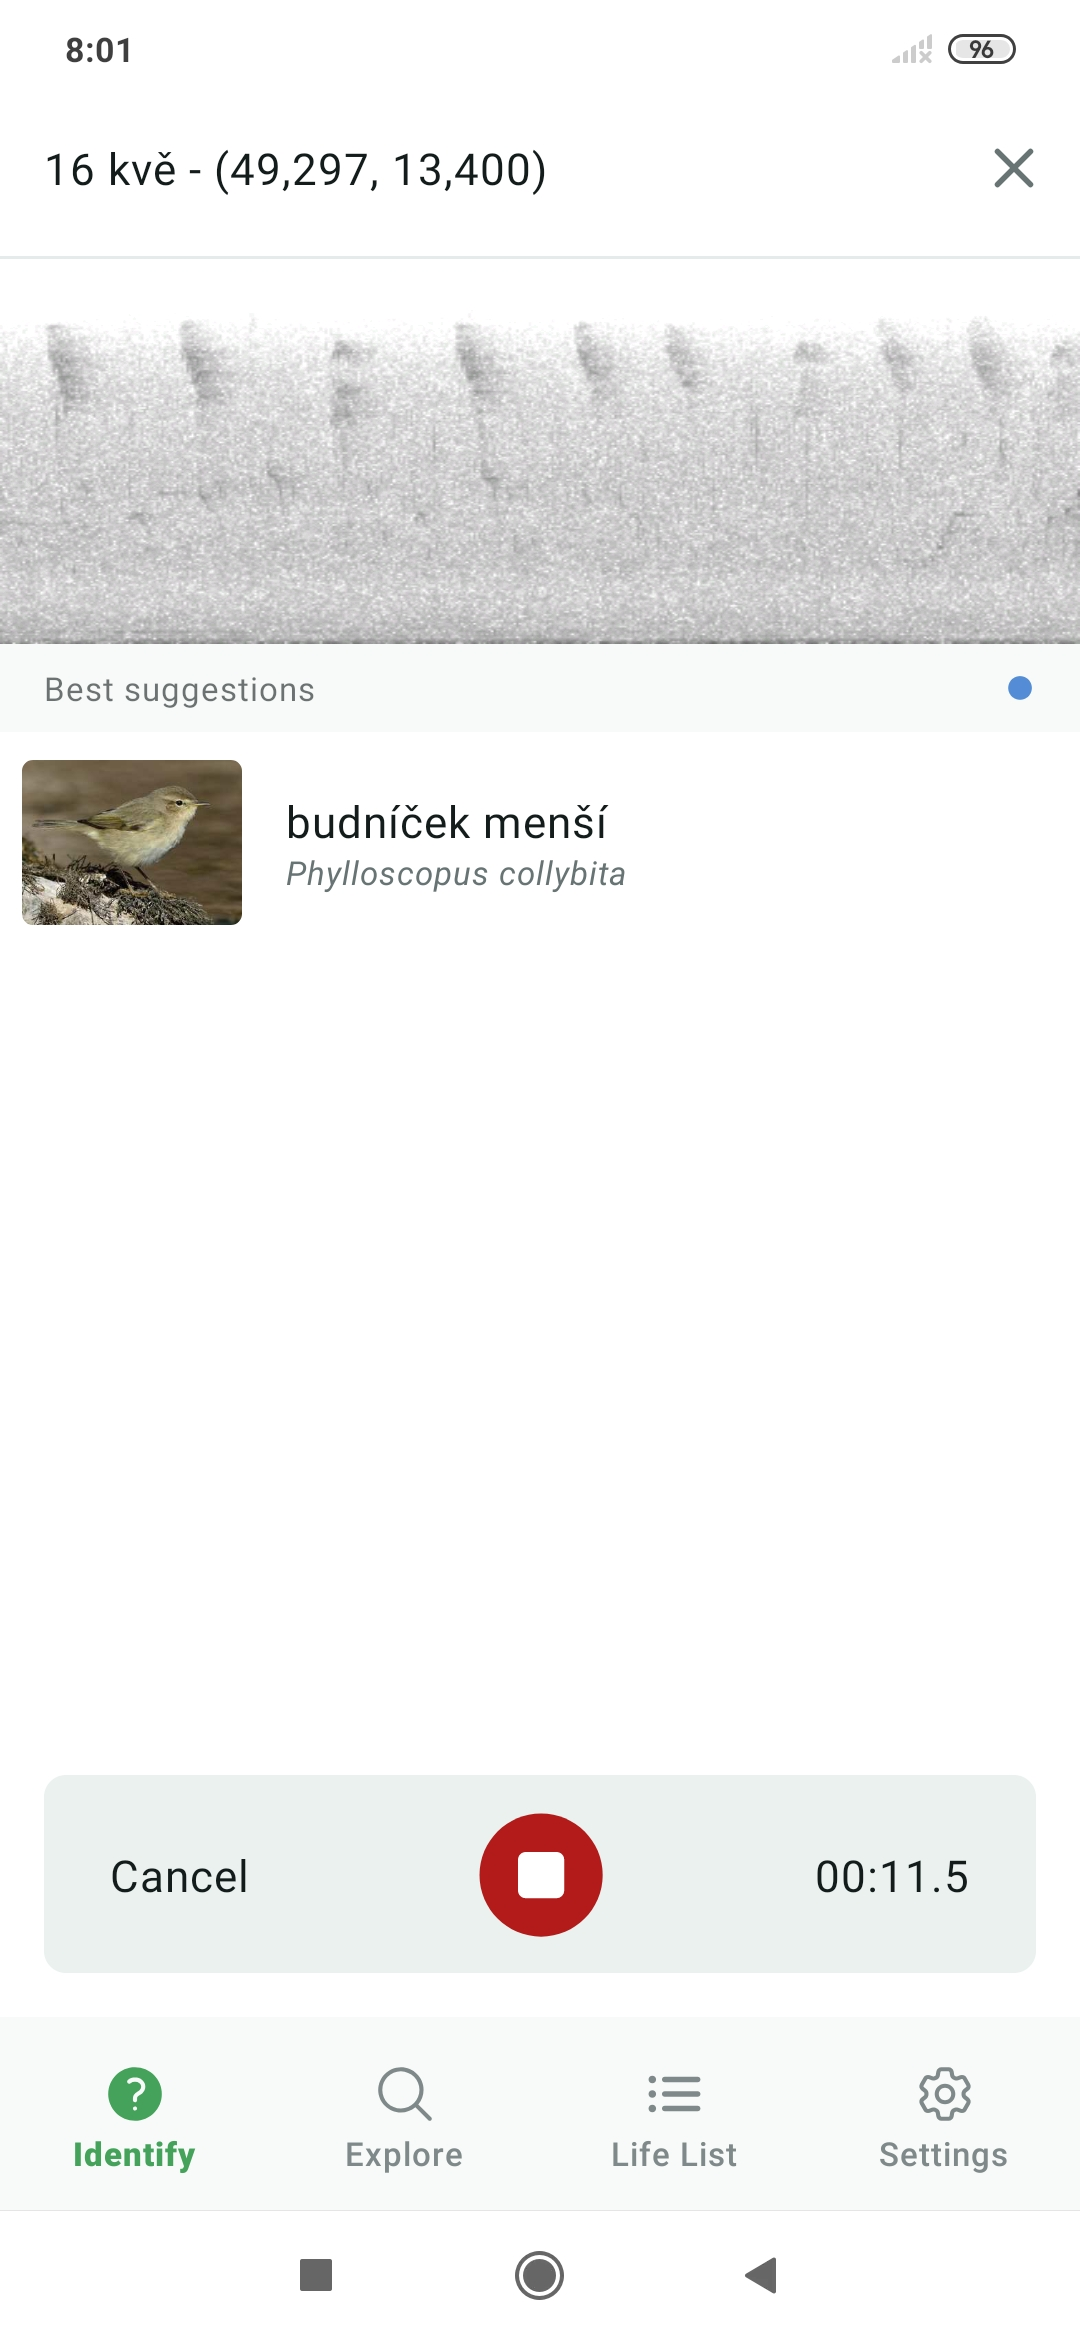 8:01
96
16 kvě - (49,297, 13,400)
Best suggestions
budníček menší
Phylloscopus collybita
Cancel
00:11.5
?
Identify
Explore
Life List
Settings